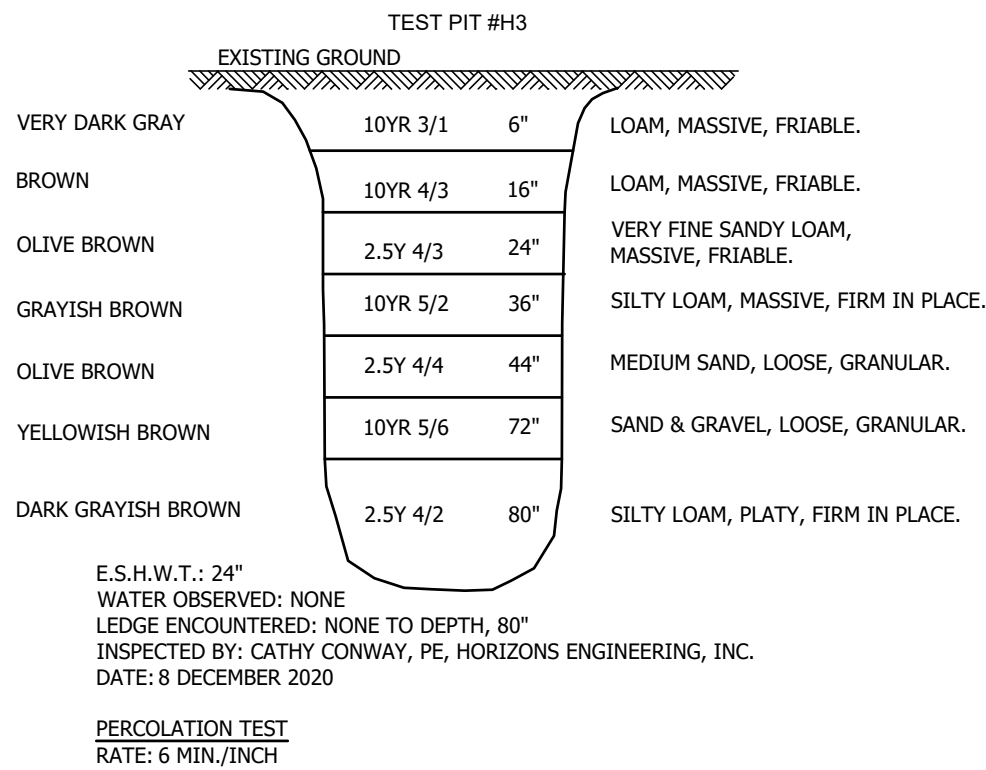 TEST PIT #H3
EXISTING GROUND
VERY DARK GRAY 10YR 3/1 6" LOAM, MASSIVE, FRIABLE.
BROWN 10YR 4/3 16" LOAM, MASSIVE, FRIABLE.
OLIVE BROWN 2.5Y 4/3 24" VERY FINE SANDY LOAM,
MASSIVE, FRIABLE.
GRAYISH BROWN 10YR 5/2 36" SILTY LOAM, MASSIVE, FIRM IN PLACE.
OLIVE BROWN 2.5Y 4/4 44" MEDIUM SAND, LOOSE, GRANULAR.
YELLOWISH BROWN 10YR 5/6 72" SAND & GRAVEL, LOOSE, GRANULAR.
DARK GRAYISH BROWN 2.5Y 4/2 80" SILTY LOAM, PLATY, FIRM IN PLACE.
E.S.H.W.T.: 24"
WATER OBSERVED: NONE
LEDGE ENCOUNTERED: NONE TO DEPTH, 80"
INSPECTED BY: CATHY CONWAY, PE, HORIZONS ENGINEERING, INC.
DATE: 8 DECEMBER 2020
PERCOLATION TEST
RATE: 6 MIN./INCH